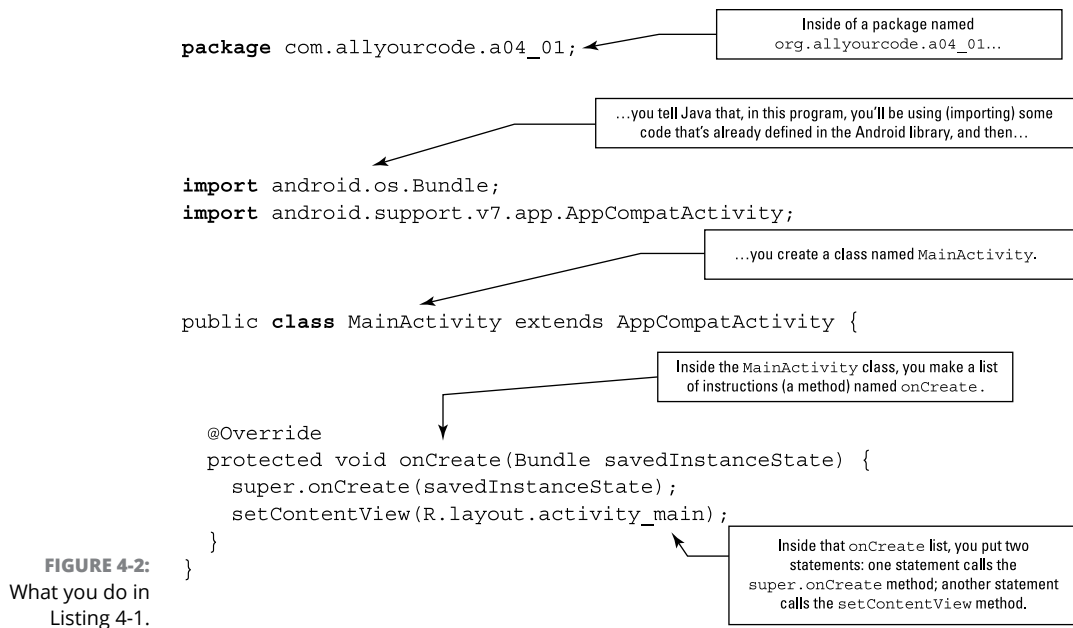 package com.allyourcode.a04_01;
Inside of a package named
org.allyourcode.a04_01...
...you tell Java that, in this program, you'll be using (importing) some
code that's already defined in the Android library, and then...
import android.os.Bundle;
import android.support.v7.app.AppCompatActivity;
...you create a class named MainActivity.
public class MainActivity extends AppCompatActivity {
Inside the MainActivity class, you make a list
of instructions (a method) named onCreate.
@Override
protected void onCreate(Bundle savedInstanceState) {
super.onCreate(savedInstanceState);
setContentView(R.layout.activity_main);
}
}
Inside that onCreate list, you put two
statements: one statement calls the
super.onCreate method; another statement
calls the setContentView method.
FIGURE 4-2:
What you do in
Listing 4-1.